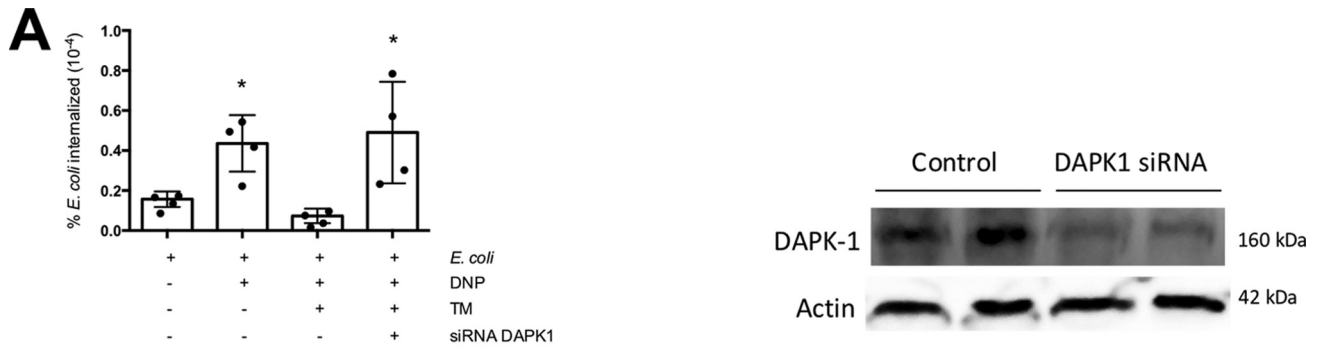 A
% E. coli internalized (10-4)
1.0
0.8
0.6
0.4
0.2
0.0
* *
+ + + + E. coli
- + + + DNP
- - + + TM
- - - + siRNA DAPK1
Control DAPK1 siRNA
DAPK-1 160 kDa
Actin 42 kDa